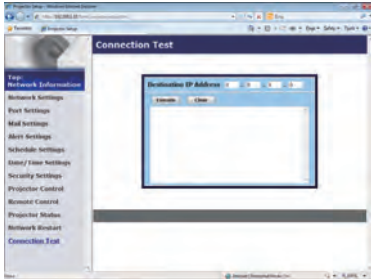 Connection Test
Top:
Network Information
Network Settings
Port Settings
Mail Settings
Alert Settings
Schedule Settings
Date/Time Settings
Security Settings
Projector Control
Remote Control
Projector Status
Network Restart
Connection Test
Destination IP Address
Execute Clear